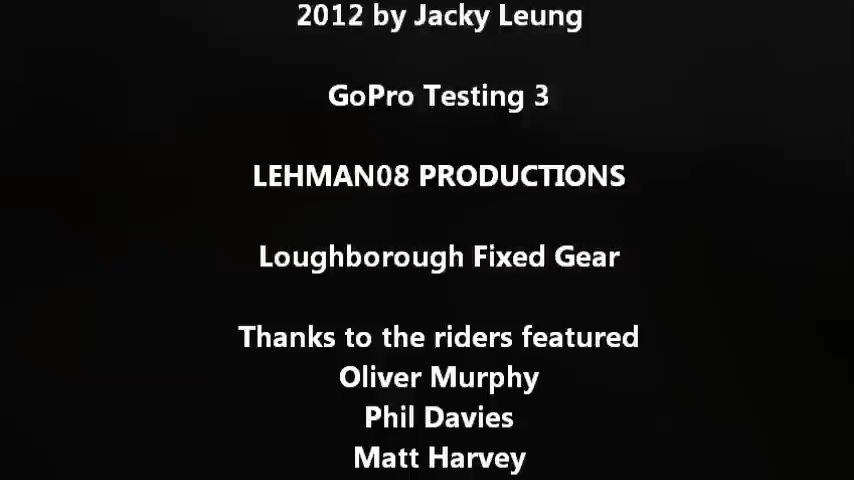 2012 by Jacky Leung
GoPro Testing 3
LEHMAN08 PRODUCTIONS
Loughborough Fixed Gear
Thanks to the riders featured
Oliver Murphy
Phil Davies
Matt Harvey